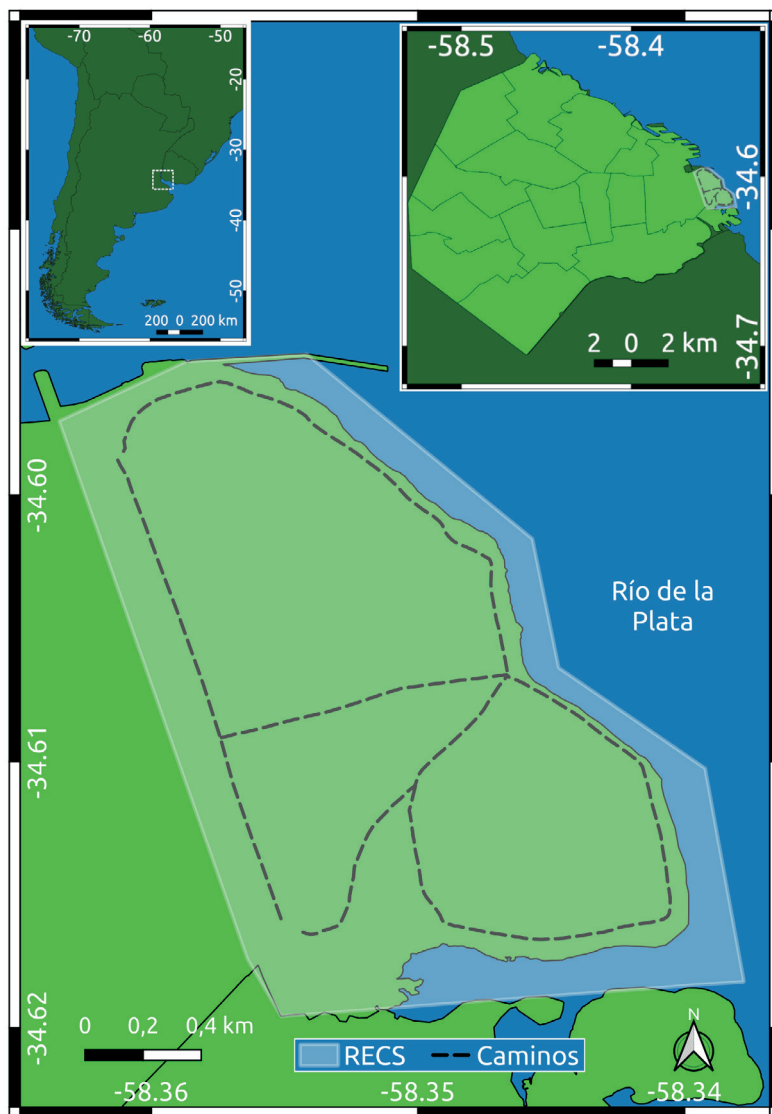 -70
-60
-50
-20
-30
-40
-50
200 0 200 km
-58.5
-58.4
-34.6
-34.7
2 0 2 km
-34.60
-34.61
-34.62
Río de la
Plata
0 0,2 0,4 km
N
RECS
Caminos
-58.36
-58.35
-58.34